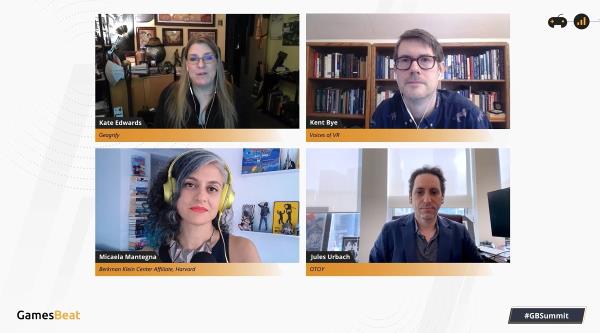 Kate Edwards
Geogrify
Kent Bye
Voices of VR
Micaela Mantegna
Berkman Klein Center Affiliate, Harvard
Jules Urbach
OTOY
GamesBeat
#GBSummit